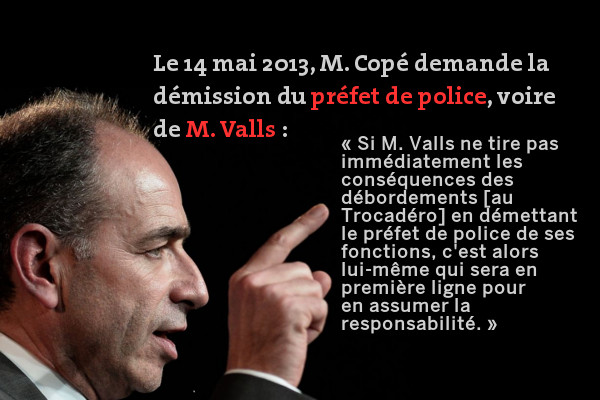 Le 14 mai 2013, M. Copé demande la
démission du préfet de police, voire
de M. Valls :
« Si M. Valls ne tire pas
immédiatement les
conséquences des
débordements [au
Trocadéro] en démettant
le préfet de police de ses
fonctions, c'est alors
lui-même qui sera en
première ligne pour
en assumer la
responsabilité. »